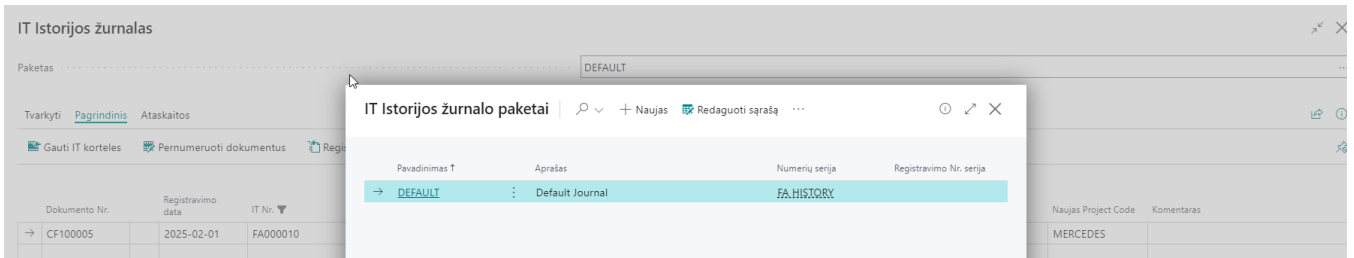 IT Istorijos žurnalas
Paketas
DEFAULT
IT Istorijos žurnalo paketai
Naujas
Redaguoti sąrašą
Tvarkyti Pagrindinis Ataskaitos
Gauti IT korteles
Pernumeruoti dokumentus
Pavadinimas ↑ Aprašas Numerių serija Registravimo Nr. serija
DEFAULT Default Journal FA HISTORY
Dokumento Nr. Registravimo data IT Nr. Naujas Project Code Komentaras
CF100005 2025-02-01 FA000010 MERCEDES